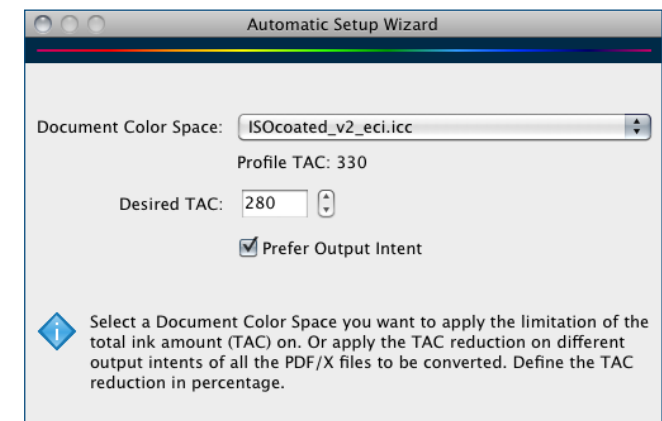 Automatic Setup Wizard
Document Color Space: ISOcoated_v2_eci.icc
Profile TAC: 330
Desired TAC: 280
Prefer Output Intent
Select a Document Color Space you want to apply the limitation of the
total ink amount (TAC) on. Or apply the TAC reduction on different
output intents of all the PDF/X files to be converted. Define the TAC
reduction in percentage.